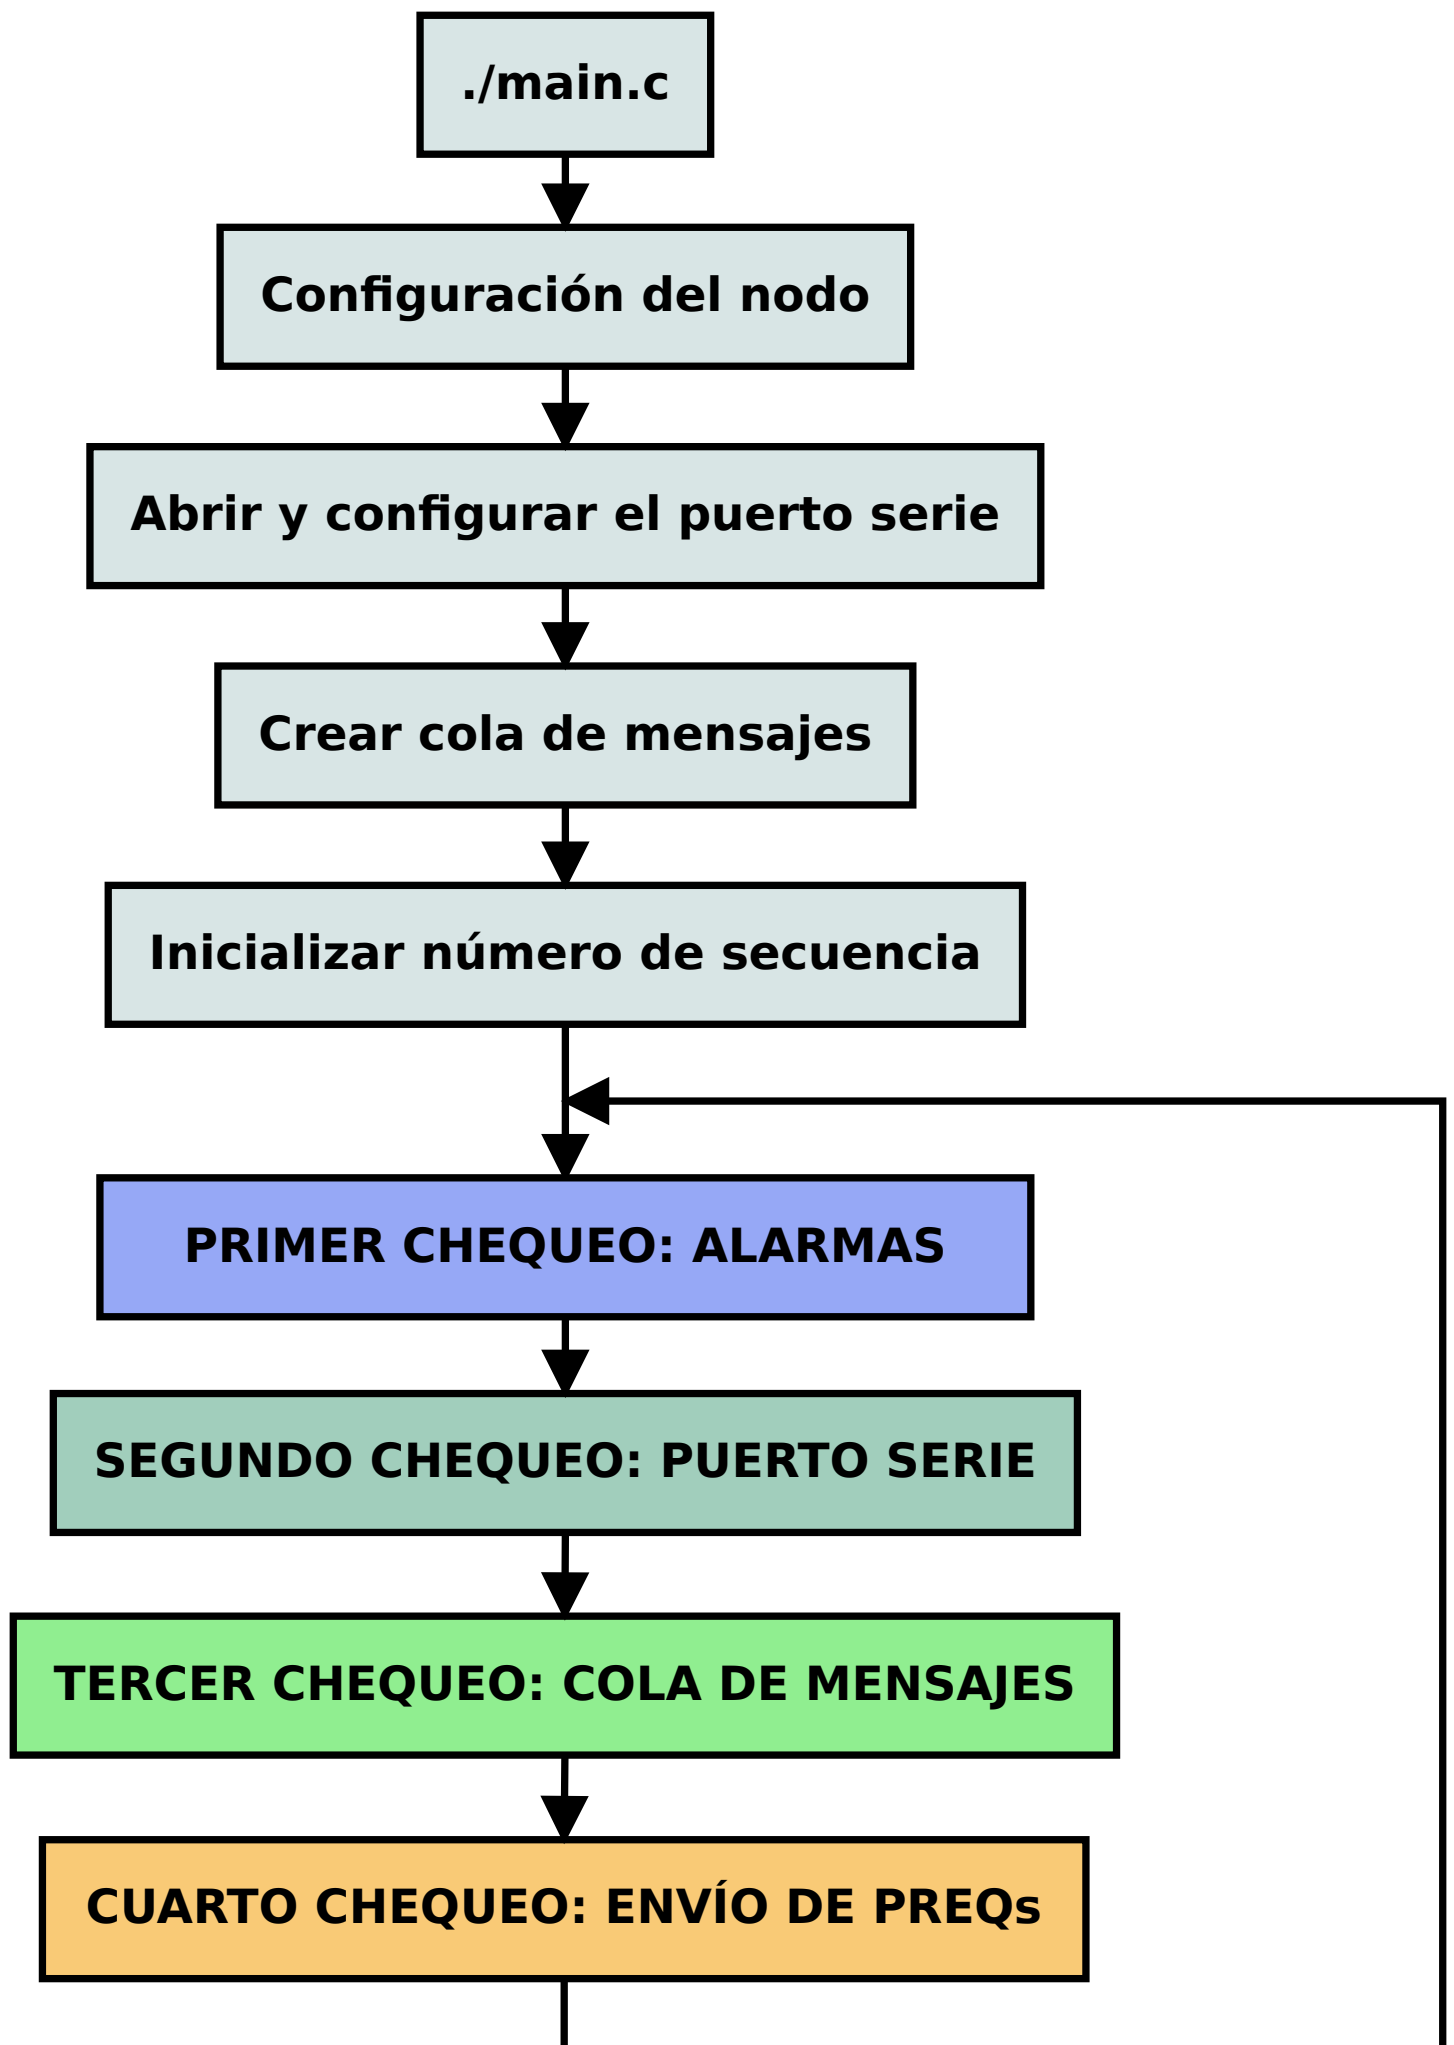 ./main.c
Configuración del nodo
Abrir y configurar el puerto serie
Crear cola de mensajes
Inicializar número de secuencia
PRIMER CHEQUEO: ALARMAS
SEGUNDO CHEQUEO: PUERTO SERIE
TERCER CHEQUEO: COLA DE MENSAJES
CUARTO CHEQUEO: ENVÍO DE PREQs